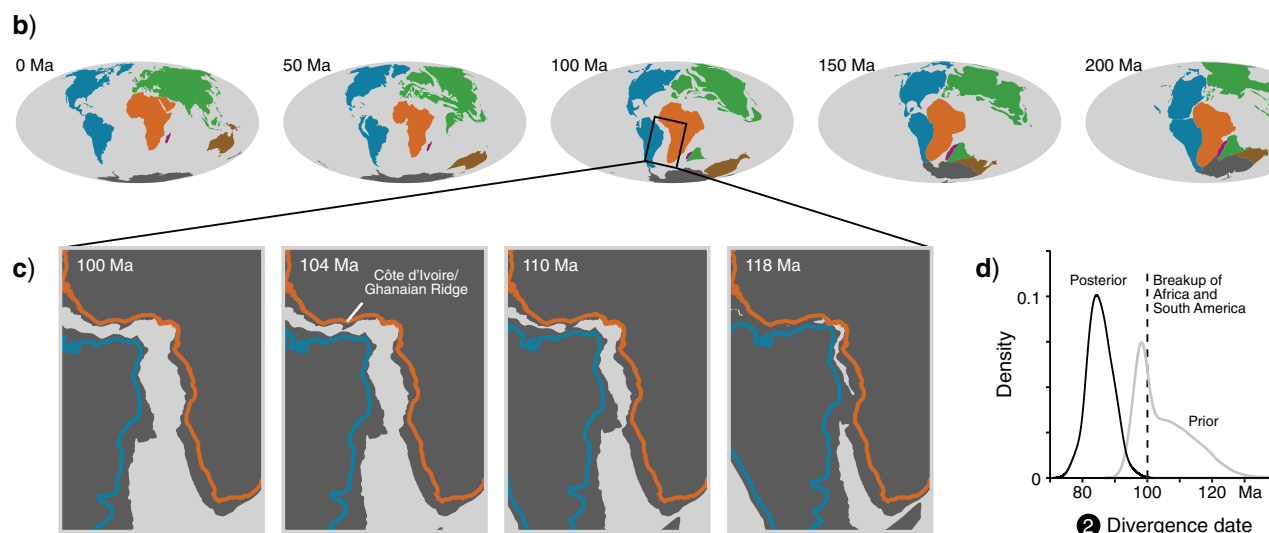 b)
0 Ma
50 Ma
100 Ma
150 Ma
200 Ma
c)
100 Ma
104 Ma
Côte d'Ivoire/
Ghanaian Ridge
110 Ma
118 Ma
d)
0.1
0
Density
Posterior
Breakup of
Africa and
South America
Prior
80
100
120
Ma
2 Divergence date